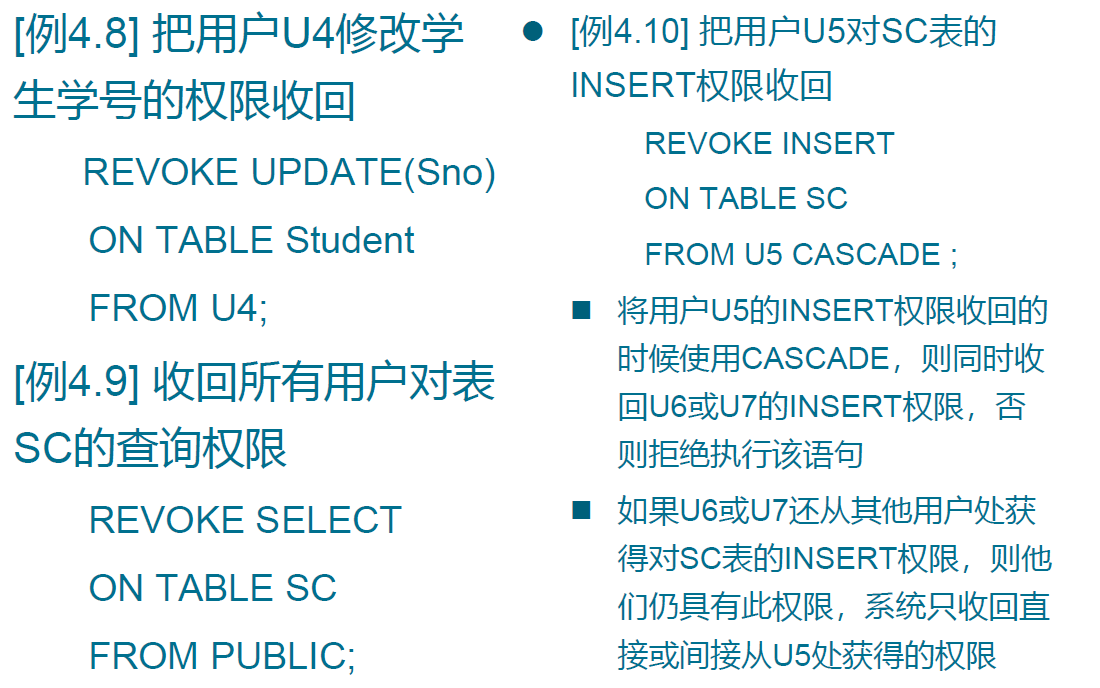 [例4.8] 把用户U4修改学
生学号的权限收回
REVOKE UPDATE(Sno)
ON TABLE Student
FROM U4;
[例4.9] 收回所有用户对表
SC的查询权限
REVOKE SELECT
ON TABLE SC
FROM PUBLIC;
● [例4.10] 把用户U5对SC表的
INSERT权限收回
REVOKE INSERT
ON TABLE SC
FROM U5 CASCADE ;
■ 将用户U5的INSERT权限收回的
时候使用CASCADE，则同时收
回U6或U7的INSERT权限，否
则拒绝执行该语句
■ 如果U6或U7还从其他用户处获
得对SC表的INSERT权限，则他
们仍具有此权限，系统只收回直
接或间接从U5处获得的权限